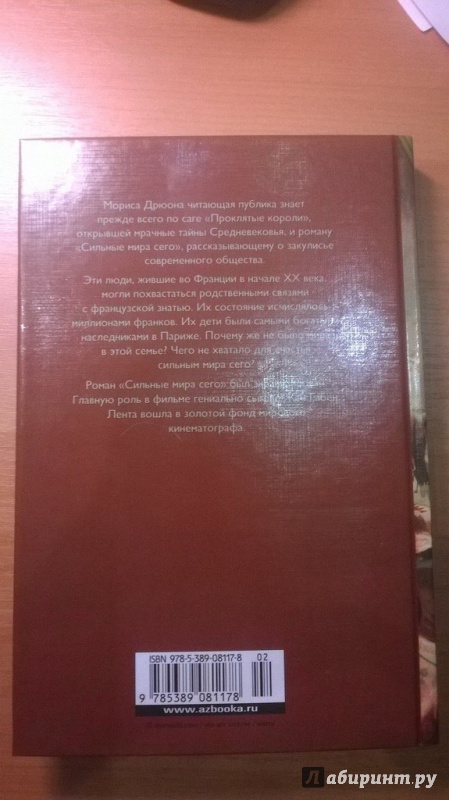 Мориса Дрюона читающая публика знает
прежде всего по саге «Проклятые короли»,
открывшей мрачные тайны Средневековья, и роману
«Сильные мира сего», рассказывающему о закулисье
современного общества.
Эти люди, жившие во Франции в начале XX века,
могли похвастаться родственными связями
с французской знатью. Их состояние исчислялось
миллионами франков. Их дети были самыми
наследниками в Париже. Почему же не было
в этой семье? Чего не хватало для
сильным мира сего?
Роман «Сильные мира сего» был
Главную роль в фильме гениально
Лента вошла в золотой фонд мирового
кинематографа.
ISBN 978-5-389-08117-8 02
9 785389 081178
www.azbooka.ru
Лабиринт.ру